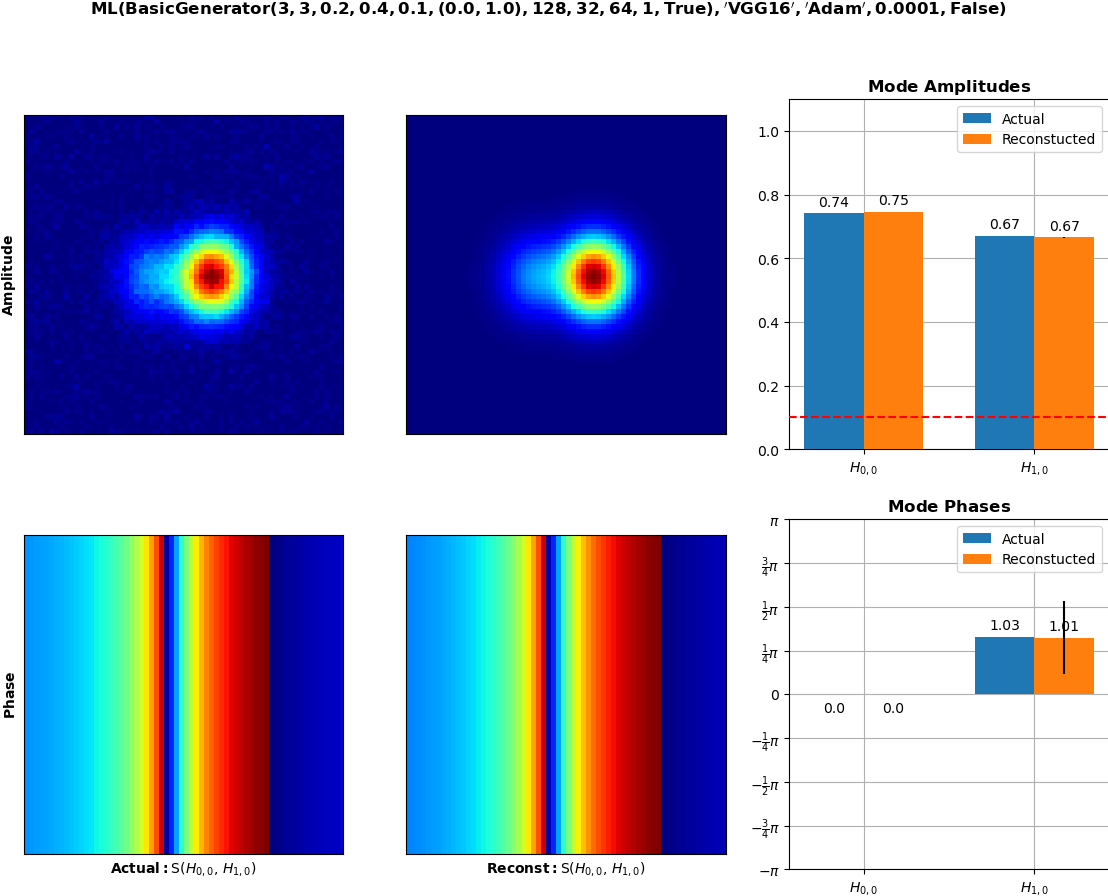 ML(BasicGenerator(3, 3, 0.2, 0.4, 0.1, (0.0, 1.0), 128, 32, 64, 1, True), ′VGG16′, ′Adam′, 0.0001, False)
Amplitude
Mode Amplitudes
Actual
Reconstucted
1.0
0.8
0.6
0.4
0.2
0.0
0.74
0.75
0.67
0.67
H0,0
H1,0
Phase
Actual: S(H0,0, H1,0)
Reconst: S(H0,0, H1,0)
Mode Phases
Actual
Reconstucted
π
3/4π
1/2π
1/4π
0
−1/4π
−1/2π
−3/4π
−π
0.0
0.0
1.03
1.01
H0,0
H1,0